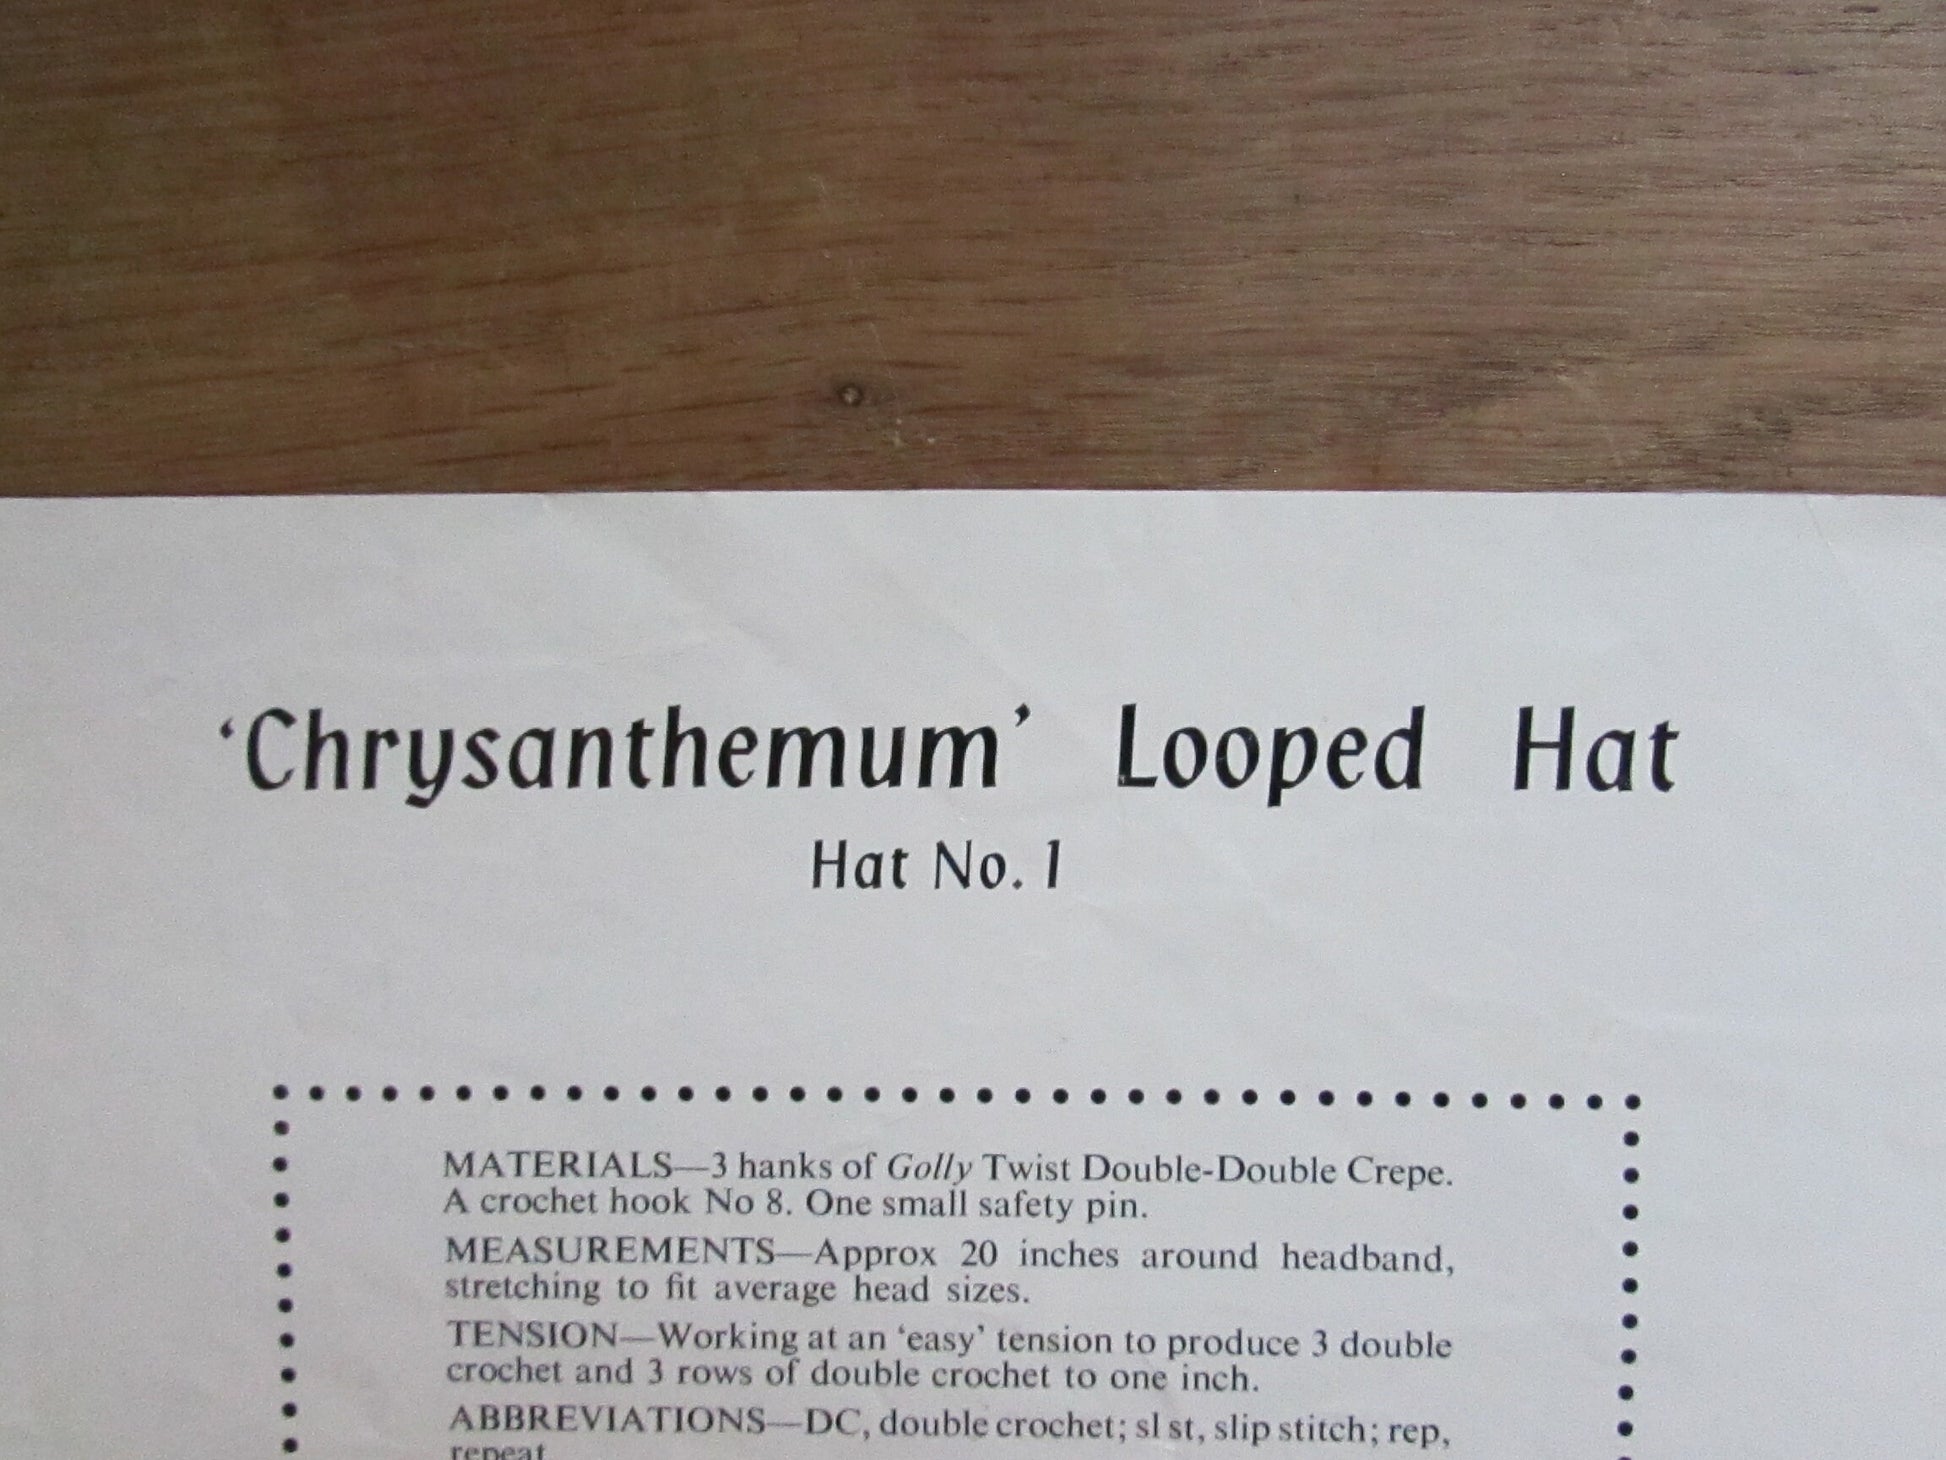 ‘Chrysanthemum’ Looped Hat
Hat No. 1
MATERIALS—3 hanks of Golly Twist Double-Double Crepe.
A crochet hook No 8. One small safety pin.
MEASUREMENTS—Approx 20 inches around headband,
stretching to fit average head sizes.
TENSION—Working at an ‘easy’ tension to produce 3 double
crochet and 3 rows of double crochet to one inch.
ABBREVIATIONS—DC, double crochet; sl st, slip stitch; rep,
repeat